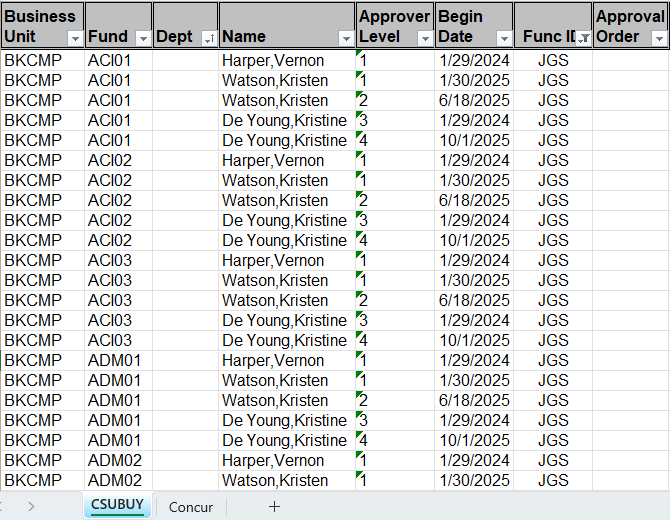 Business Unit Fund Dept Name Approver Level Begin Date Func ID Approval Order
BKCMP ACI01 Harper,Vernon 1 1/29/2024 JGS
BKCMP ACI01 Watson,Kristen 1 1/30/2025 JGS
BKCMP ACI01 Watson,Kristen 2 6/18/2025 JGS
BKCMP ACI01 De Young,Kristine 3 1/29/2024 JGS
BKCMP ACI01 De Young,Kristine 4 10/1/2025 JGS
BKCMP ACI02 Harper,Vernon 1 1/29/2024 JGS
BKCMP ACI02 Watson,Kristen 1 1/30/2025 JGS
BKCMP ACI02 Watson,Kristen 2 6/18/2025 JGS
BKCMP ACI02 De Young,Kristine 3 1/29/2024 JGS
BKCMP ACI02 De Young,Kristine 4 10/1/2025 JGS
BKCMP ACI03 Harper,Vernon 1 1/29/2024 JGS
BKCMP ACI03 Watson,Kristen 1 1/30/2025 JGS
BKCMP ACI03 Watson,Kristen 2 6/18/2025 JGS
BKCMP ACI03 De Young,Kristine 3 1/29/2024 JGS
BKCMP ACI03 De Young,Kristine 4 10/1/2025 JGS
BKCMP ADM01 Harper,Vernon 1 1/29/2024 JGS
BKCMP ADM01 Watson,Kristen 1 1/30/2025 JGS
BKCMP ADM01 Watson,Kristen 2 6/18/2025 JGS
BKCMP ADM01 De Young,Kristine 3 1/29/2024 JGS
BKCMP ADM01 De Young,Kristine 4 10/1/2025 JGS
BKCMP ADM02 Harper,Vernon 1 1/29/2024 JGS
BKCMP ADM02 Watson,Kristen 1 1/30/2025 JGS
CSUBUY Concur